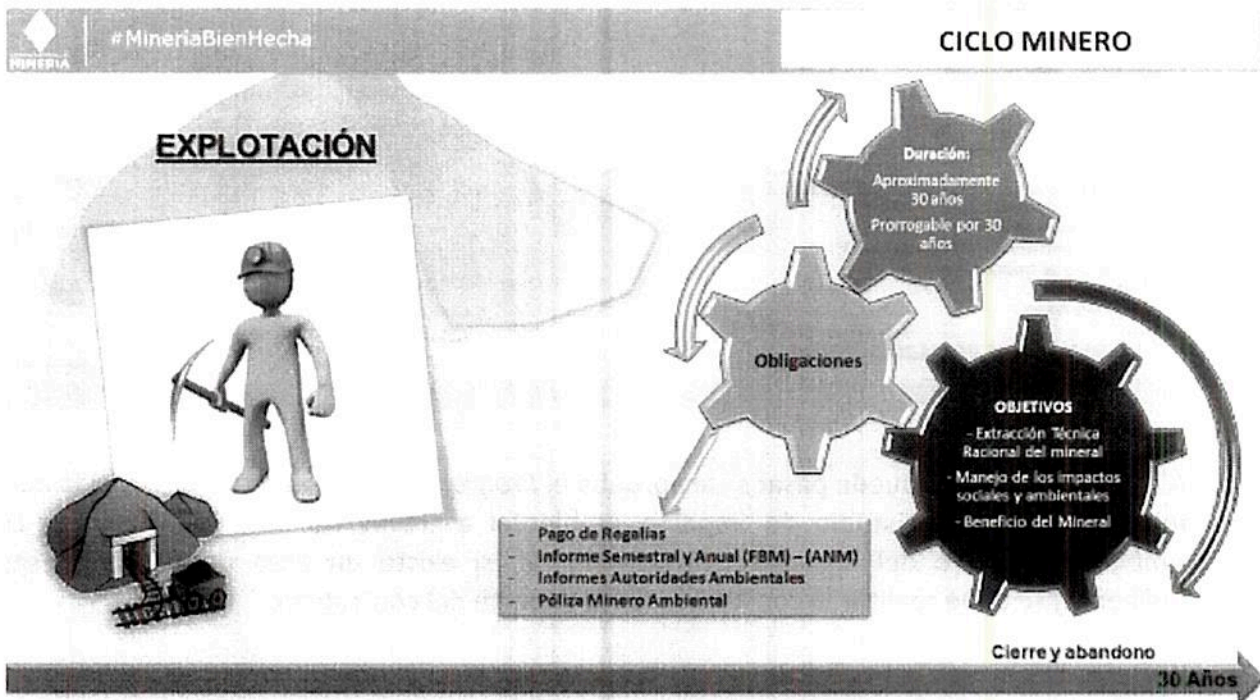 MINERIA
#MineriaBienHecha
CICLO MINERO
EXPLOTACIÓN
Duración:
Aproximadamente
30 años
Prorrogable por 30
años
Obligaciones
OBJETIVOS
- Extracción Técnica
Racional del mineral
- Manejo de los impactos
sociales y ambientales
- Beneficio del Mineral
- Pago de Regalías
- Informe Semestral y Anual (FBM) – (ANM)
- Informes Autoridades Ambientales
- Póliza Minero Ambiental
Cierre y abandono
30 Años